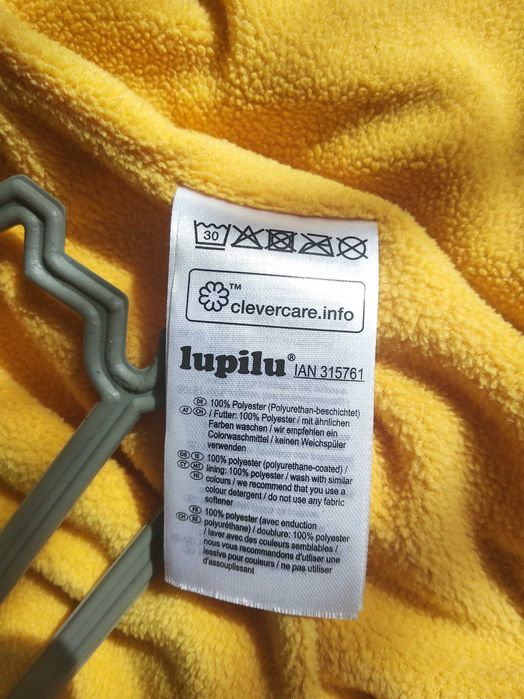 30
™
clevercare.info
lupilu® IAN 315761
DE 100% Polyester (Polyurethan-beschichtet)
AT CH / Futter: 100% Polyester / mit ähnlichen
Farben waschen / wir empfehlen ein
Colorwaschmittel / keinen Weichspüler
verwenden
GB IE 100% polyester (polyurethane-coated) /
CY MT lining: 100% polyester / wash with similar
colours / we recommend that you use a
colour detergent / do not use any fabric
softener
FR 100% polyester (avec enduction
CH BE polyuréthane) / doublure: 100% polyester
/ laver avec des couleurs semblables /
nous vous recommandons d'utiliser une
lessive pour couleurs / ne pas utiliser
d'assouplissant